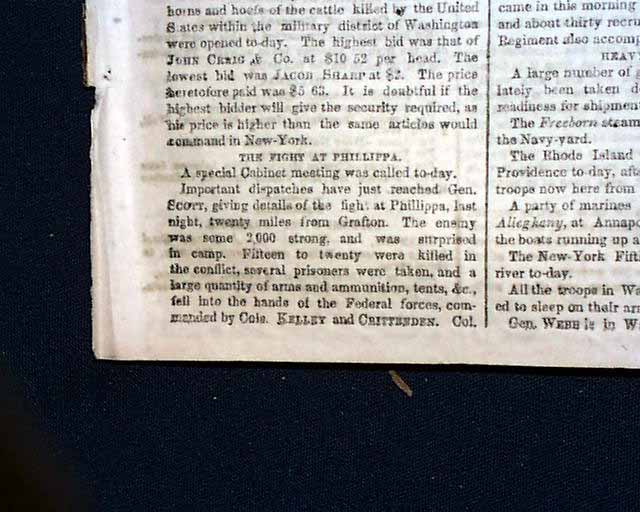 horns and hoofs of the cattle killed by the United
States within the military district of Washington
were opened to-day. The highest bid was that of
JOHN CRAIG & Co. at $10 52 per head. The
lowest bid was JACOB SHARP at $2. The price
heretofore paid was $5 63. It is doubtful if the
highest bidder will give the security required, as
his price is higher than the same articles would
command in New-York.
THE FIGHT AT PHILLIPPA.
A special Cabinet meeting was called to-day.
Important dispatches have just reached Gen.
SCOTT, giving details of the fight at Phillippa, last
night, twenty miles from Grafton. The enemy
was some 2,000 strong, and was surprised
in camp. Fifteen to twenty were killed in
the conflict, several prisoners were taken, and a
large quantity of arms and ammunition, tents, &c.,
fell into the hands of the Federal forces, com-
manded by Cols. KELLEY and CRITTENDEN. Col.
came in this morning
and about thirty recru
Regiment also accomp
HEAVY
A large number of
lately been taken d
readiness for shipmen
The Freeborn steam
the Navy-yard.
The Rhode Island
Providence to-day, aft
troops now here from
A party of marines
Alleghany, at Annapo
the boats running up a
The New-York Fift
river to-day.
All the troops in Wa
ed to sleep on their ar
Gen. WEBB is in W